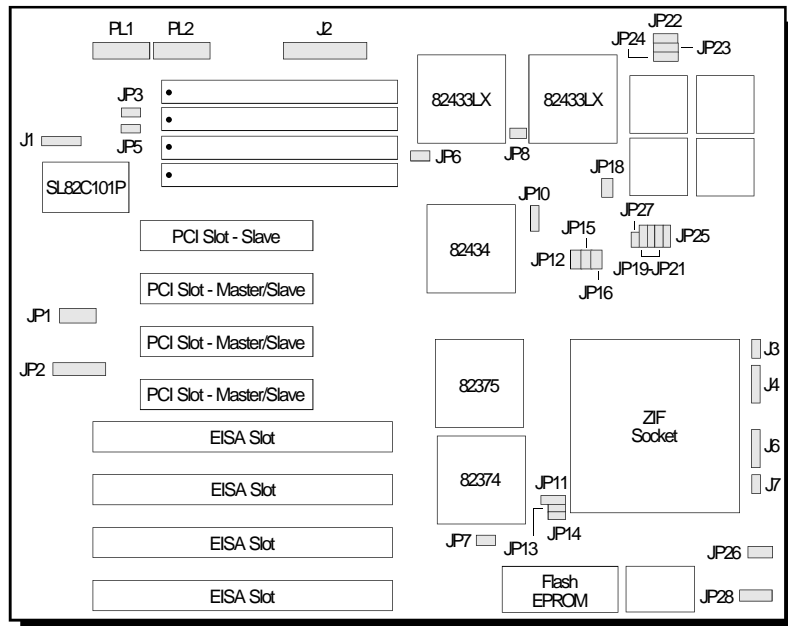 PL1 PL2 J2 JP22
JP24 JP23
JP3
82433LX 82433LX
J1 JP5 JP6 JP8
SL82C101P
JP18
JP10
PCI Slot - Slave
82434
JP15
JP27
JP12 JP25
JP16 JP19-JP21
PCI Slot - Master/Slave
JP1
PCI Slot - Master/Slave
J3
JP2
J4
PCI Slot - Master/Slave
82375
ZIF
Socket
EISA Slot
J6
82374
J7
EISA Slot
JP11
JP7 JP13 JP14
EISA Slot
JP26
Flash
EPROM
EISA Slot
JP28